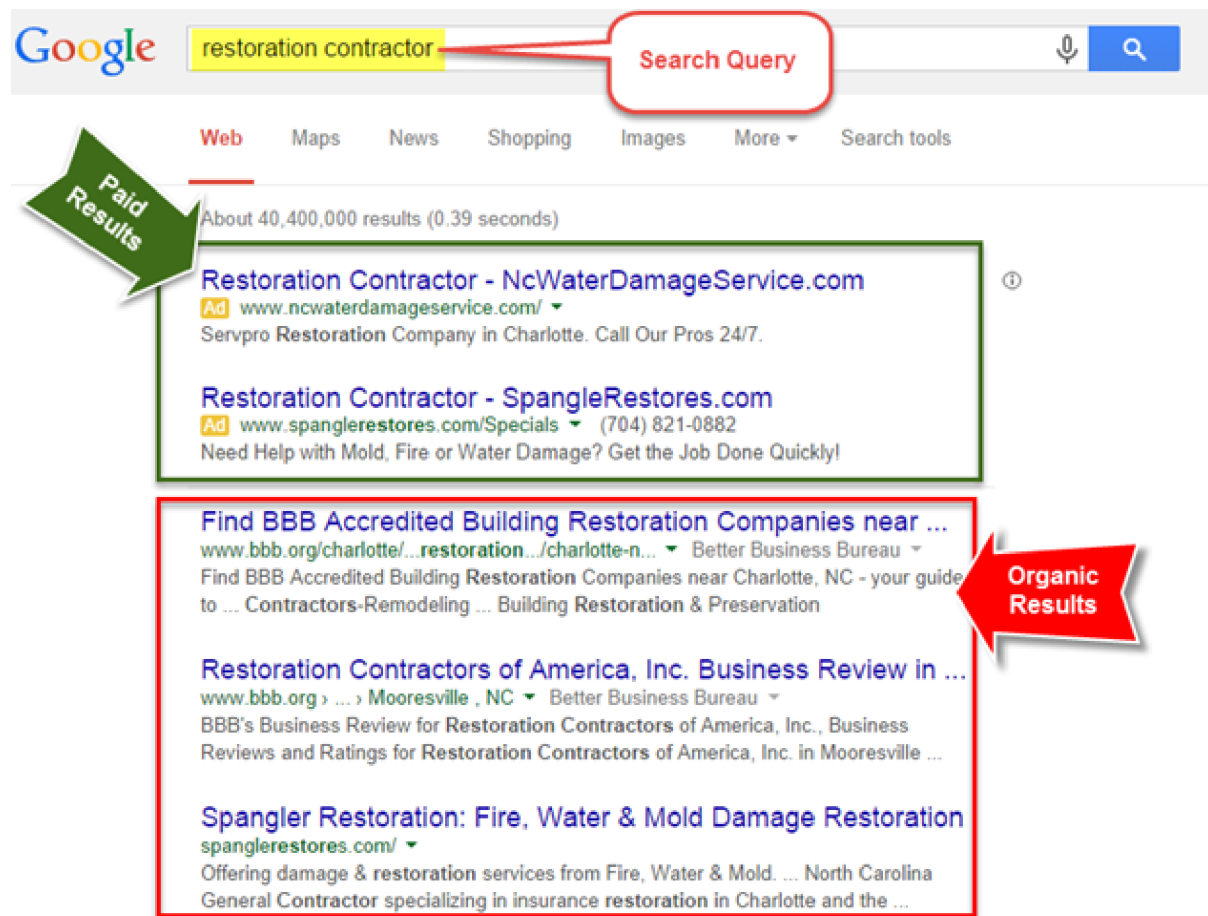 Google
restoration contractor
Search Query
Web Maps News Shopping Images More Search tools
Paid
Results
About 40,400,000 results (0.39 seconds)
Restoration Contractor - NcWaterDamageService.com
Ad www.ncwaterdamageservice.com/
Servpro Restoration Company in Charlotte. Call Our Pros 24/7.
Restoration Contractor - SpangleRestores.com
Ad www.spanglerestores.com/Specials (704) 821-0882
Need Help with Mold, Fire or Water Damage? Get the Job Done Quickly!
Find BBB Accredited Building Restoration Companies near ...
www.bbb.org/charlotte/...restoration.../charlotte-n... Better Business Bureau
Find BBB Accredited Building Restoration Companies near Charlotte, NC - your guide
to ... Contractors-Remodeling ... Building Restoration & Preservation
Organic
Results
Restoration Contractors of America, Inc. Business Review in ...
www.bbb.org › ... › Mooresville , NC Better Business Bureau
BBB's Business Review for Restoration Contractors of America, Inc., Business
Reviews and Ratings for Restoration Contractors of America, Inc. in Mooresville ...
Spangler Restoration: Fire, Water & Mold Damage Restoration
spanglerestores.com/
Offering damage & restoration services from Fire, Water & Mold. ... North Carolina
General Contractor specializing in insurance restoration in Charlotte and the ...